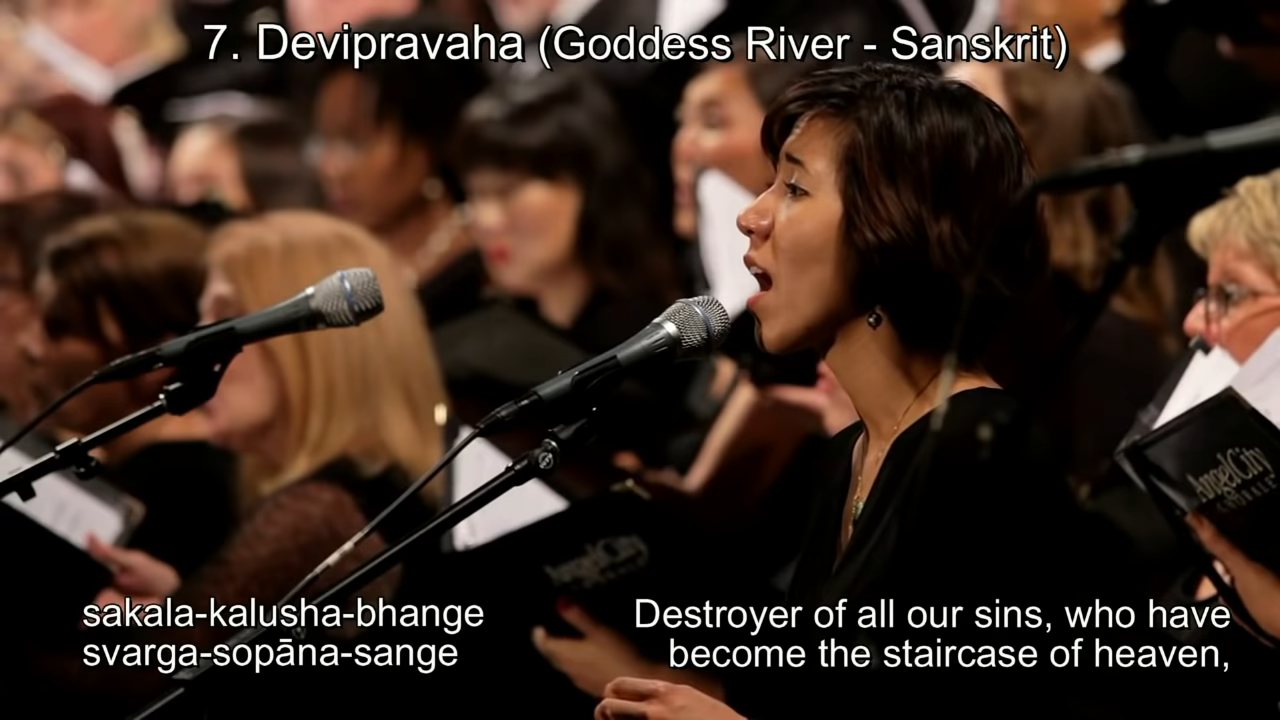 7. Devipravaha (Goddess River - Sanskrit)
AngelCity
CHORALE
AngelCity
sakala-kalusha-bhange
svarga-sopāna-sange
Destroyer of all our sins, who have
become the staircase of heaven,